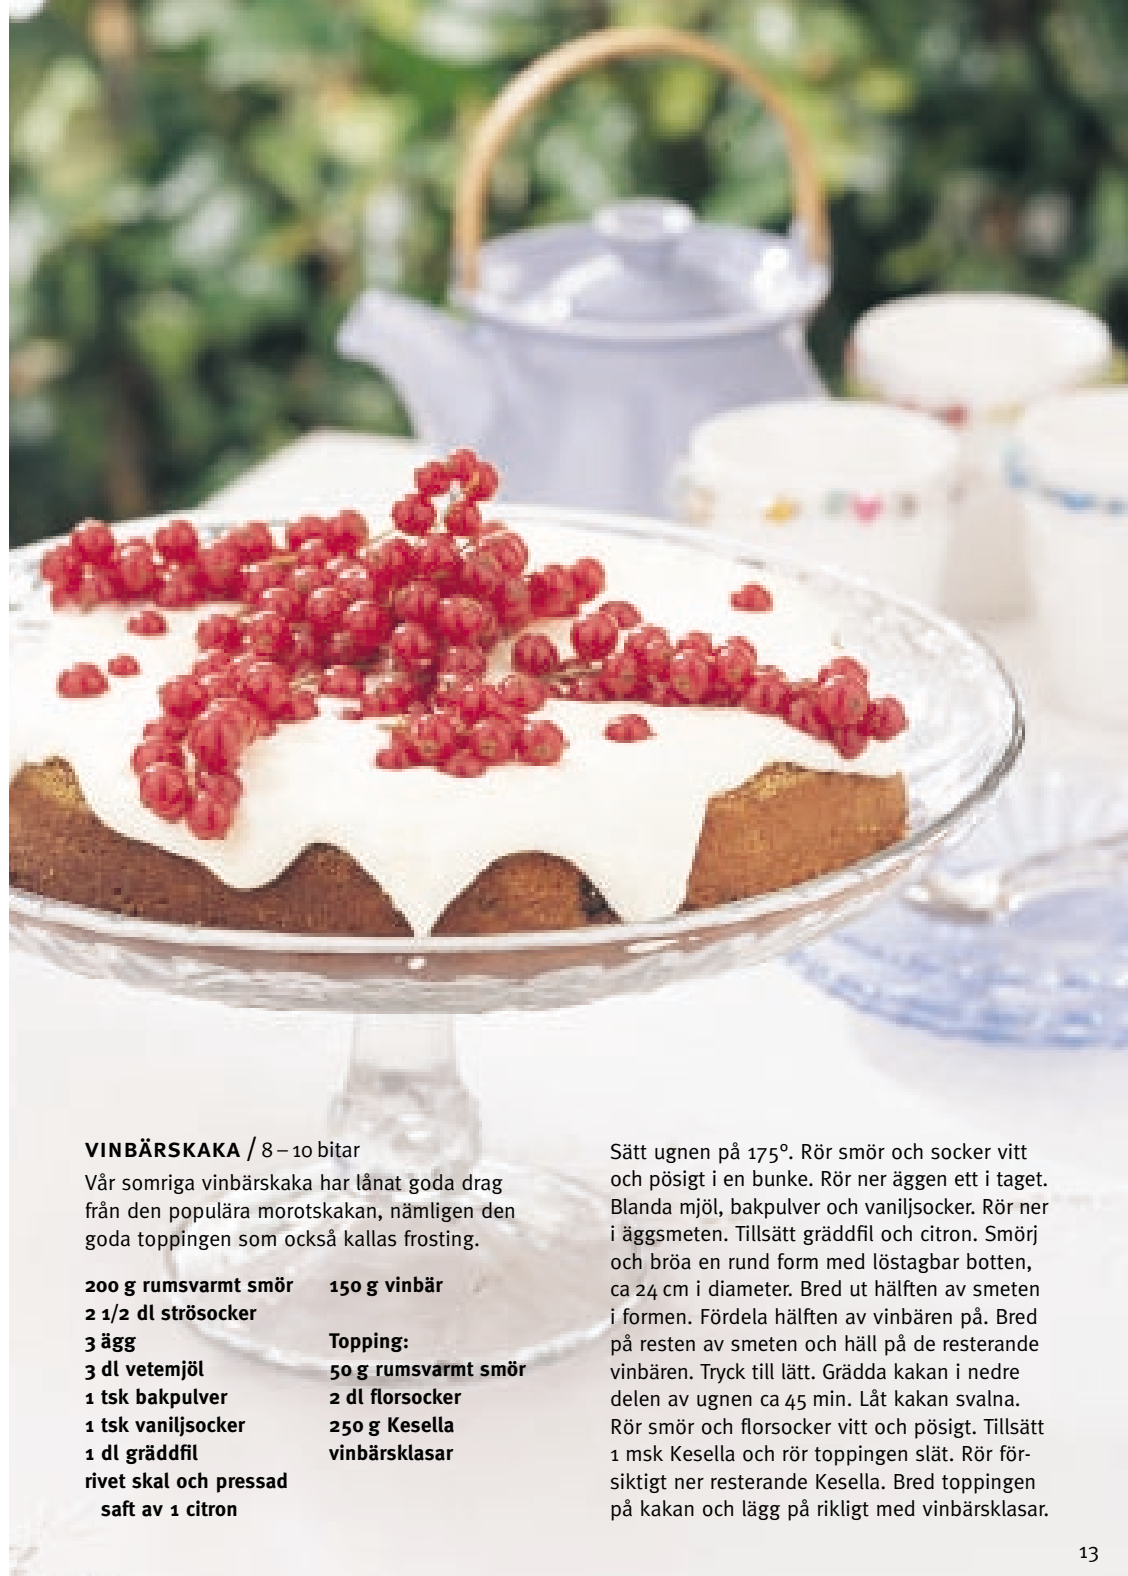 VINBÄRSKAKA / 8 – 10 bitar
Vår somriga vinbärskaka har lånat goda drag
från den populära morotskakan, nämligen den
goda toppingen som också kallas frosting.
200 g rumsvarmt smör
2 1/2 dl strösocker
3 ägg
3 dl vetemjöl
1 tsk bakpulver
1 tsk vaniljsocker
1 dl gräddfil
rivet skal och pressad
saft av 1 citron
150 g vinbär
Topping:
50 g rumsvarmt smör
2 dl florsocker
250 g Kesella
vinbärsklasar
Sätt ugnen på 175°. Rör smör och socker vitt
och pösigt i en bunke. Rör ner äggen ett i taget.
Blanda mjöl, bakpulver och vaniljsocker. Rör ner
i äggsmeten. Tillsätt gräddfil och citron. Smörj
och bröa en rund form med löstagbar botten,
ca 24 cm i diameter. Bred ut hälften av smeten
i formen. Fördela hälften av vinbären på. Bred
på resten av smeten och häll på de resterande
vinbären. Tryck till lätt. Grädda kakan i nedre
delen av ugnen ca 45 min. Låt kakan svalna.
Rör smör och florsocker vitt och pösigt. Tillsätt
1 msk Kesella och rör toppingen slät. Rör för-
siktigt ner resterande Kesella. Bred toppingen
på kakan och lägg på rikligt med vinbärsklasar.
13